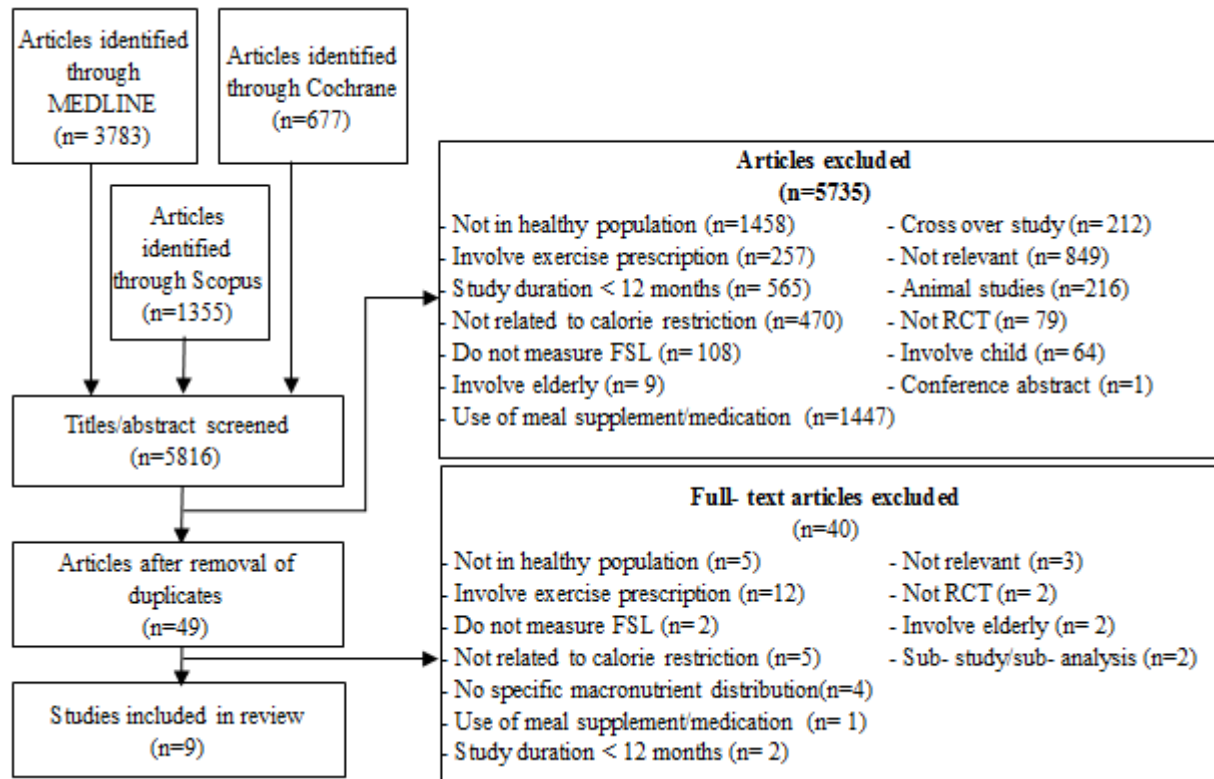 Articles identified
through
MEDLINE
(n= 3783)
Articles identified
through Cochrane
(n=677)
Articles
identified
through Scopus
(n=1355)
Titles/abstract screened
(n=5816)
Articles after removal of
duplicates
(n=49)
Studies included in review
(n=9)
Articles excluded
(n=5735)
- Not in healthy population (n=1458)
- Involve exercise prescription (n=257)
- Study duration < 12 months (n= 565)
- Not related to calorie restriction (n=470)
- Do not measure FSL (n= 108)
- Involve elderly (n= 9)
- Use of meal supplement/medication (n=1447)
- Cross over study (n= 212)
- Not relevant (n= 849)
- Animal studies (n=216)
- Not RCT (n= 79)
- Involve child (n= 64)
- Conference abstract (n=1)
Full- text articles excluded
(n=40)
- Not in healthy population (n=5)
- Involve exercise prescription (n=12)
- Do not measure FSL (n= 2)
- Not related to calorie restriction (n=5)
- No specific macronutrient distribution(n=4)
- Use of meal supplement/medication (n= 1)
- Study duration < 12 months (n= 2)
- Not relevant (n=3)
- Not RCT (n= 2)
- Involve elderly (n= 2)
- Sub- study/sub- analysis (n=2)